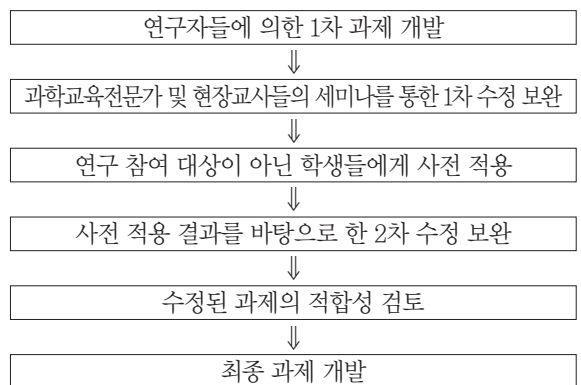 연구자들에 의한 1차 과제 개발
⇓
과학교육전문가 및 현장교사들의 세미나를 통한 1차 수정 보완
⇓
연구 참여 대상이 아닌 학생들에게 사전 적용
⇓
사전 적용 결과를 바탕으로 한 2차 수정 보완
⇓
수정된 과제의 적합성 검토
⇓
최종 과제 개발